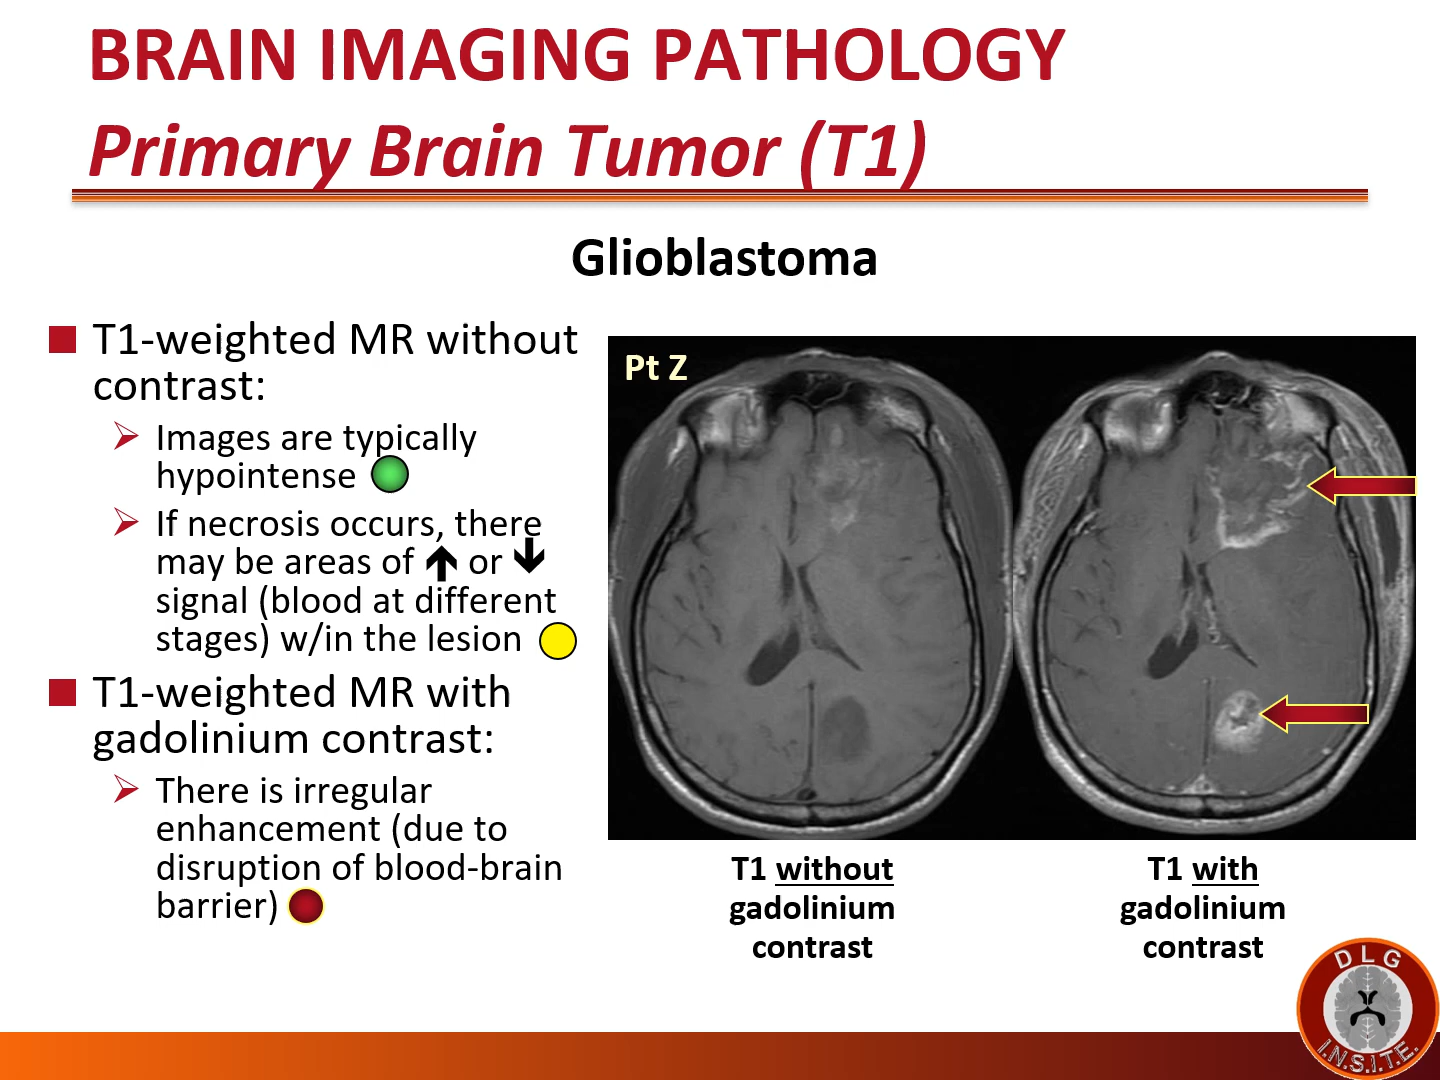 BRAIN IMAGING PATHOLOGY
Primary Brain Tumor (T1)
Glioblastoma
T1-weighted MR without
contrast:
Images are typically
hypointense
If necrosis occurs, there
may be areas of ↑ or ↓
signal (blood at different
stages) w/in the lesion
T1-weighted MR with
gadolinium contrast:
There is irregular
enhancement (due to
disruption of blood-brain
barrier)
Pt Z
T1 without
gadolinium
contrast
T1 with
gadolinium
contrast
DLG
I.N.S.I.T.E.